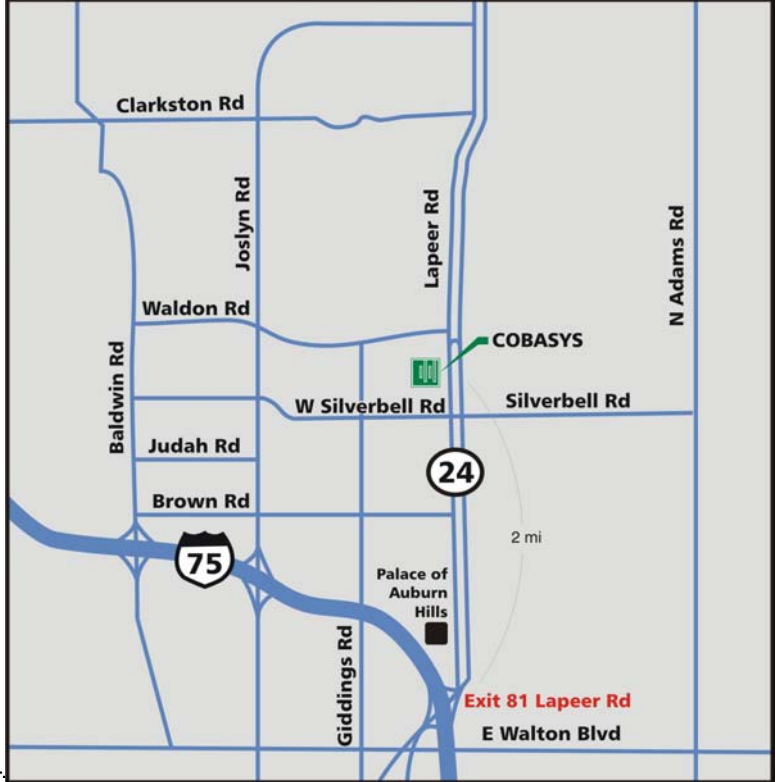 Clarkston Rd
Joslyn Rd
Lapeer Rd
N Adams Rd
Waldon Rd
COBASYS
Baldwin Rd
W Silverbell Rd
Silverbell Rd
Judah Rd
24
Brown Rd
2 mi
75
Palace of
Auburn
Hills
Giddings Rd
Exit 81 Lapeer Rd
E Walton Blvd